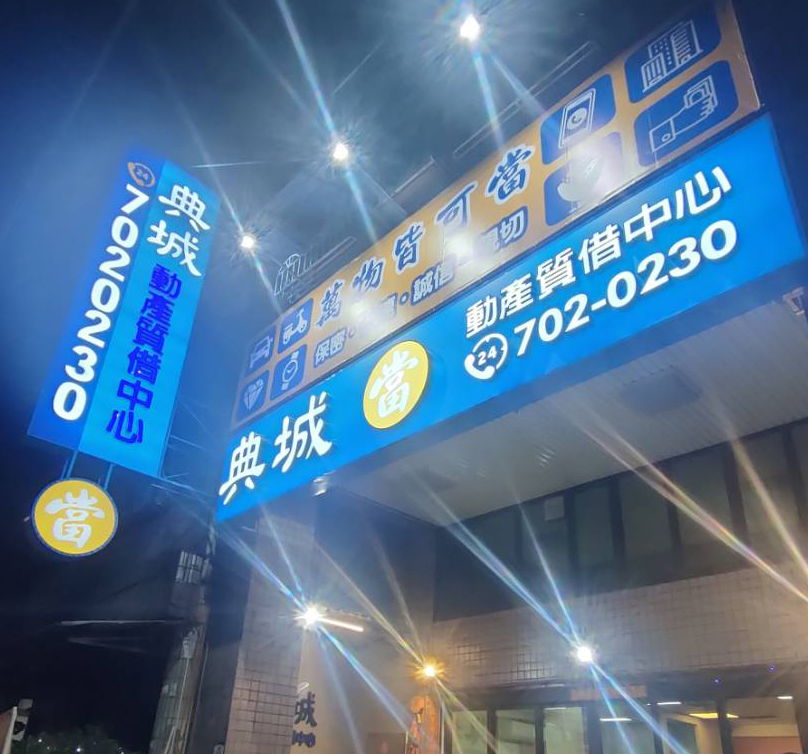 24
7020230
典城
動產質借中心
當
萬物皆可當
保密
誠信
典城
當
動產質借中心
24
702-0230
城